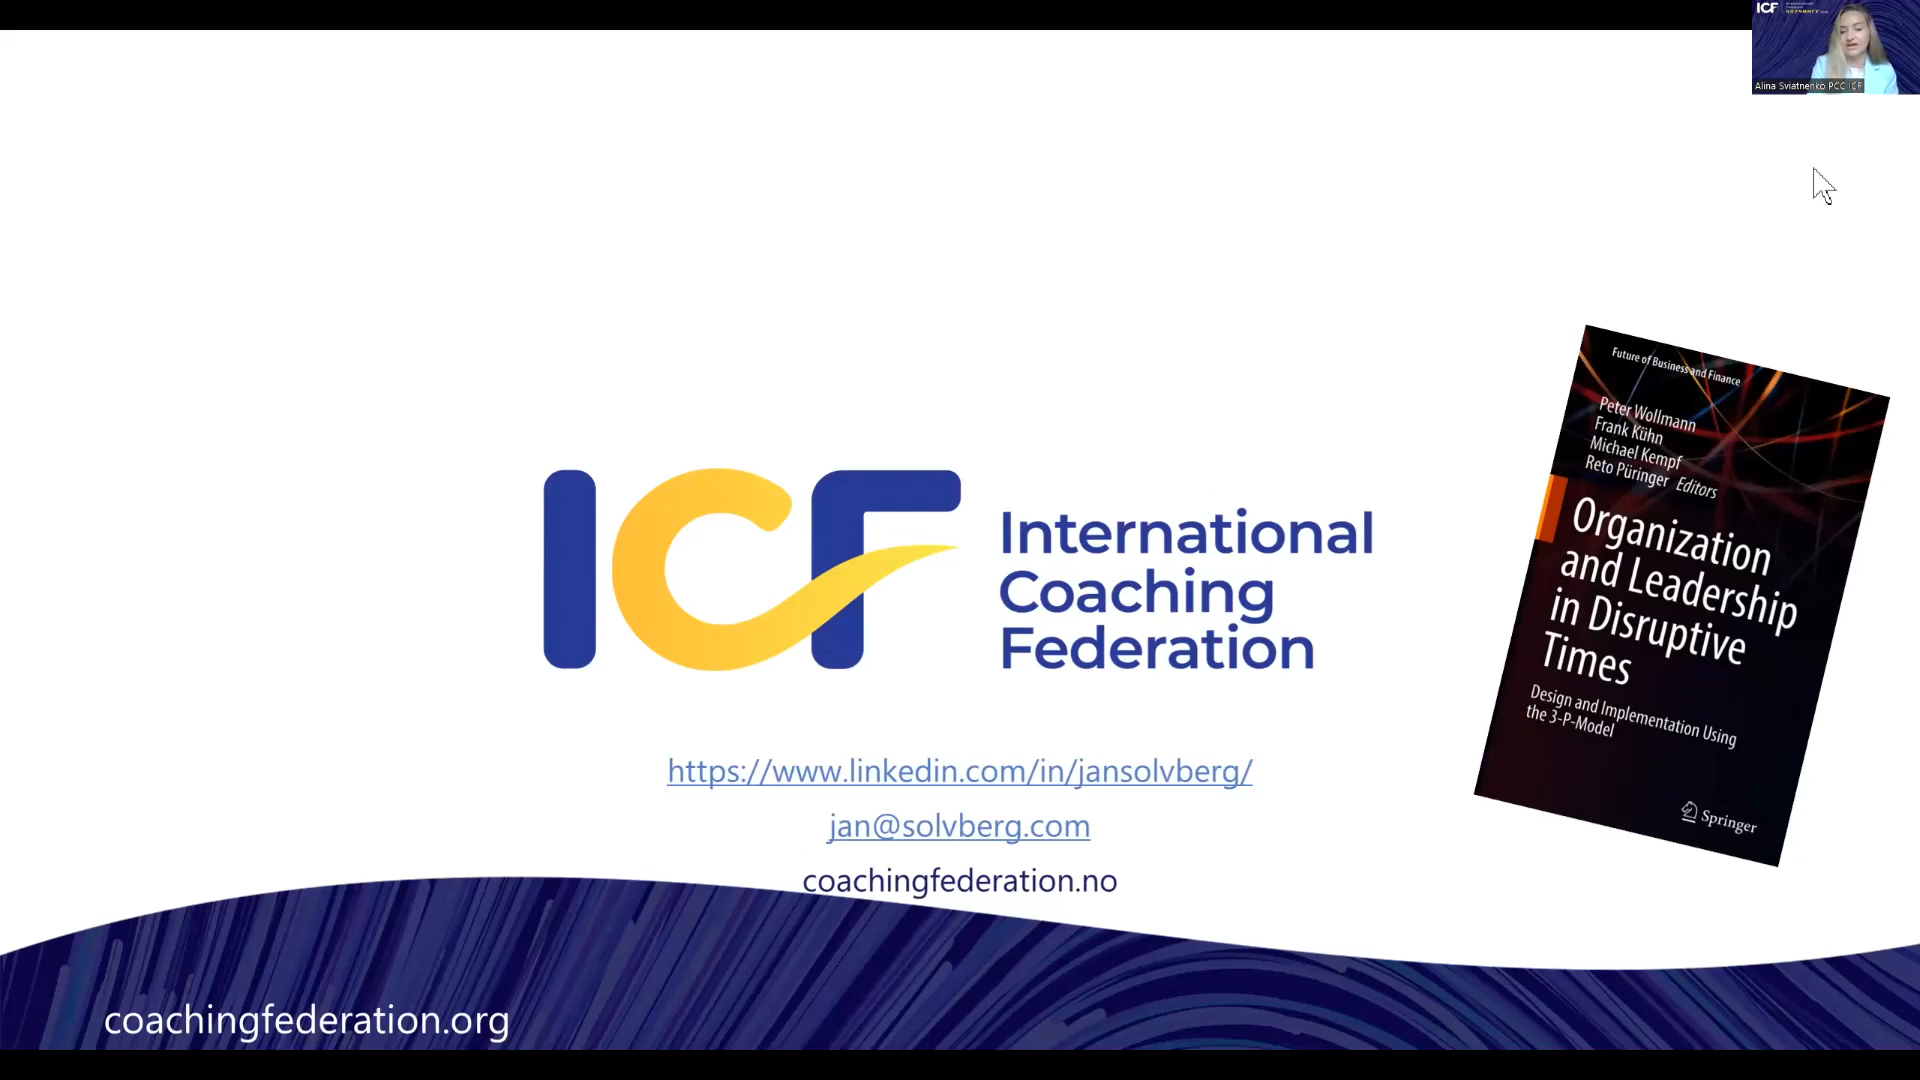 ICF
Alina Sviatnenko PCC ICF
ICF
International
Coaching
Federation
https://www.linkedin.com/in/jansolvberg/
jan@solvberg.com
coachingfederation.no
Future of Business and Finance
Peter Wollmann
Frank Kühn
Michael Kempf
Reto Püringer Editors
Organization
and Leadership
in Disruptive
Times
Design and Implementation Using
the 3-P-Model
Springer
coachingfederation.org